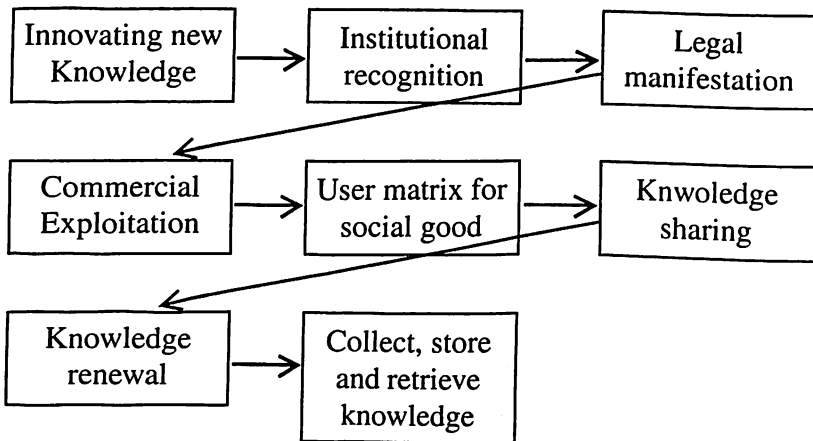 Innovating new
Knowledge
Institutional
recognition
Legal
manifestation
Commercial
Exploitation
User matrix for
social good
Knwoledge
sharing
Knowledge
renewal
Collect, store
and retrieve
knowledge